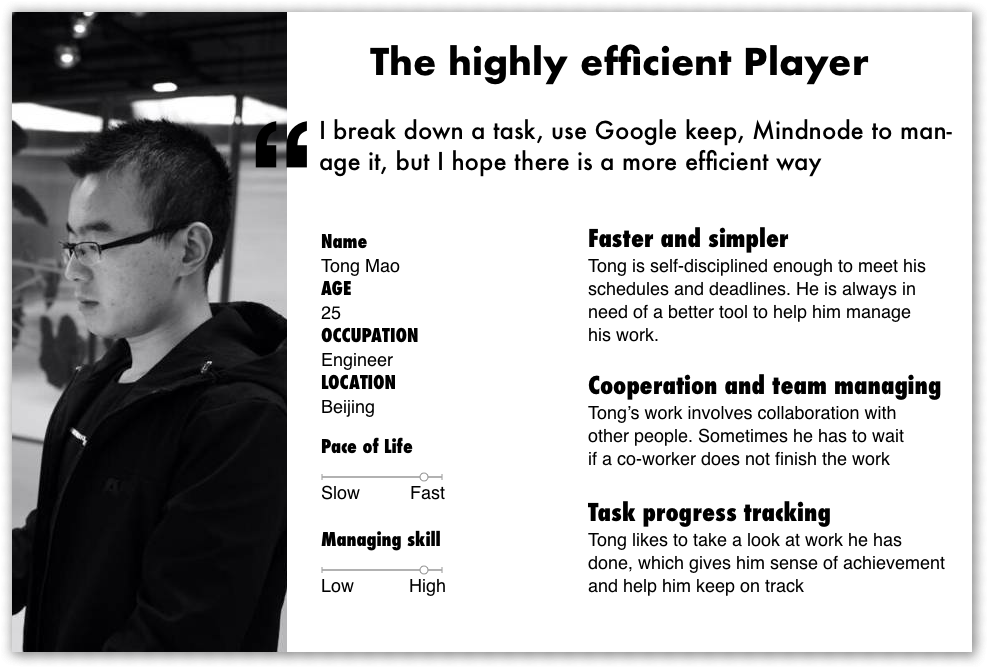 The highly efficient Player
“ I break down a task, use Google keep, Mindnode to man-
age it, but I hope there is a more efficient way
Name
Tong Mao
AGE
25
OCCUPATION
Engineer
LOCATION
Beijing
Pace of Life
Slow Fast
Managing skill
Low High
Faster and simpler
Tong is self-disciplined enough to meet his
schedules and deadlines. He is always in
need of a better tool to help him manage
his work.
Cooperation and team managing
Tong’s work involves collaboration with
other people. Sometimes he has to wait
if a co-worker does not finish the work
Task progress tracking
Tong likes to take a look at work he has
done, which gives him sense of achievement
and help him keep on track